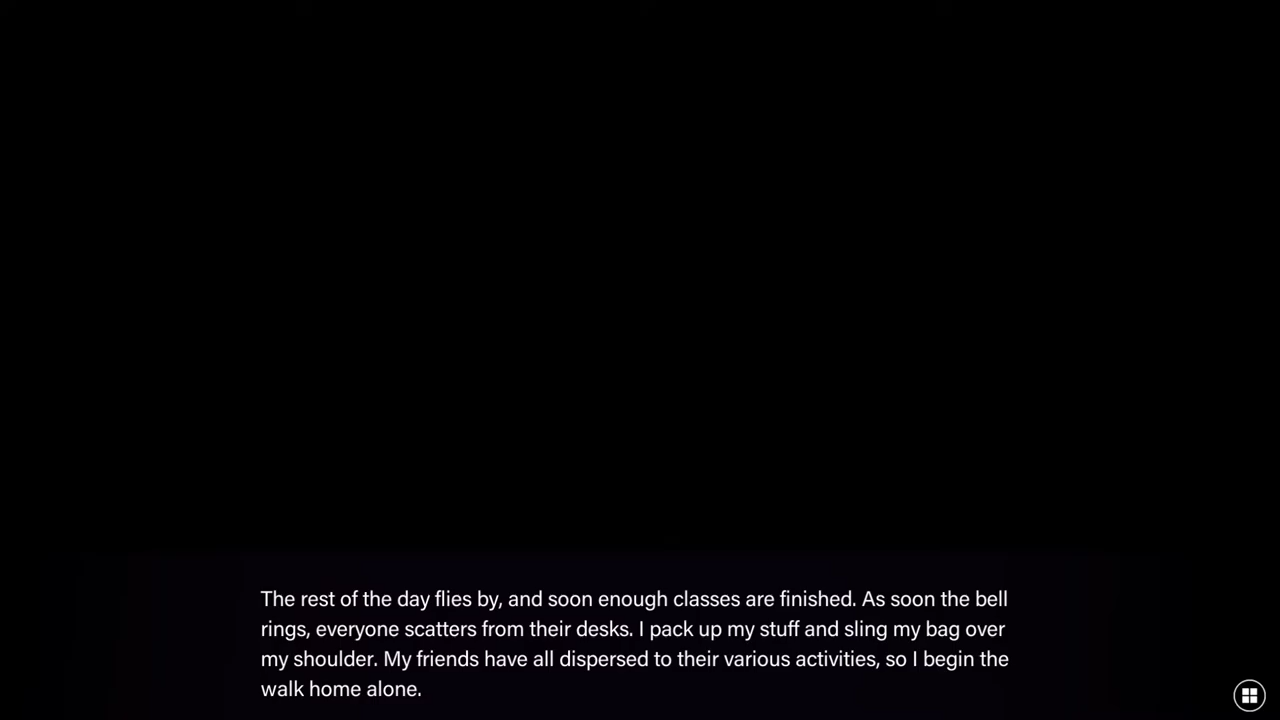 The rest of the day flies by, and soon enough classes are finished. As soon the bell
rings, everyone scatters from their desks. I pack up my stuff and sling my bag over
my shoulder. My friends have all dispersed to their various activities, so I begin the
walk home alone.